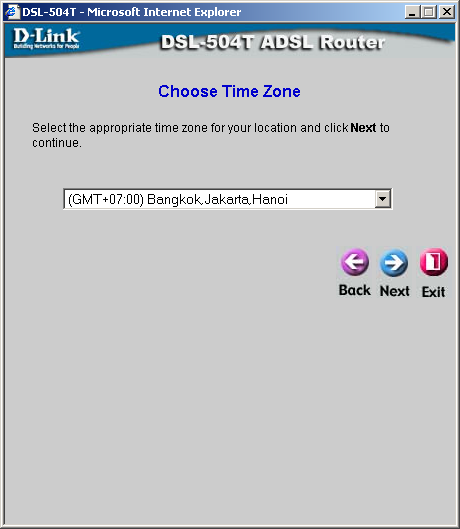 DSL-504T - Microsoft Internet Explorer
D-Link
Building Networks for People
DSL-504T ADSL Router
Choose Time Zone
Select the appropriate time zone for your location and click Next to
continue.
(GMT+07:00) Bangkok,Jakarta,Hanoi
Back Next Exit